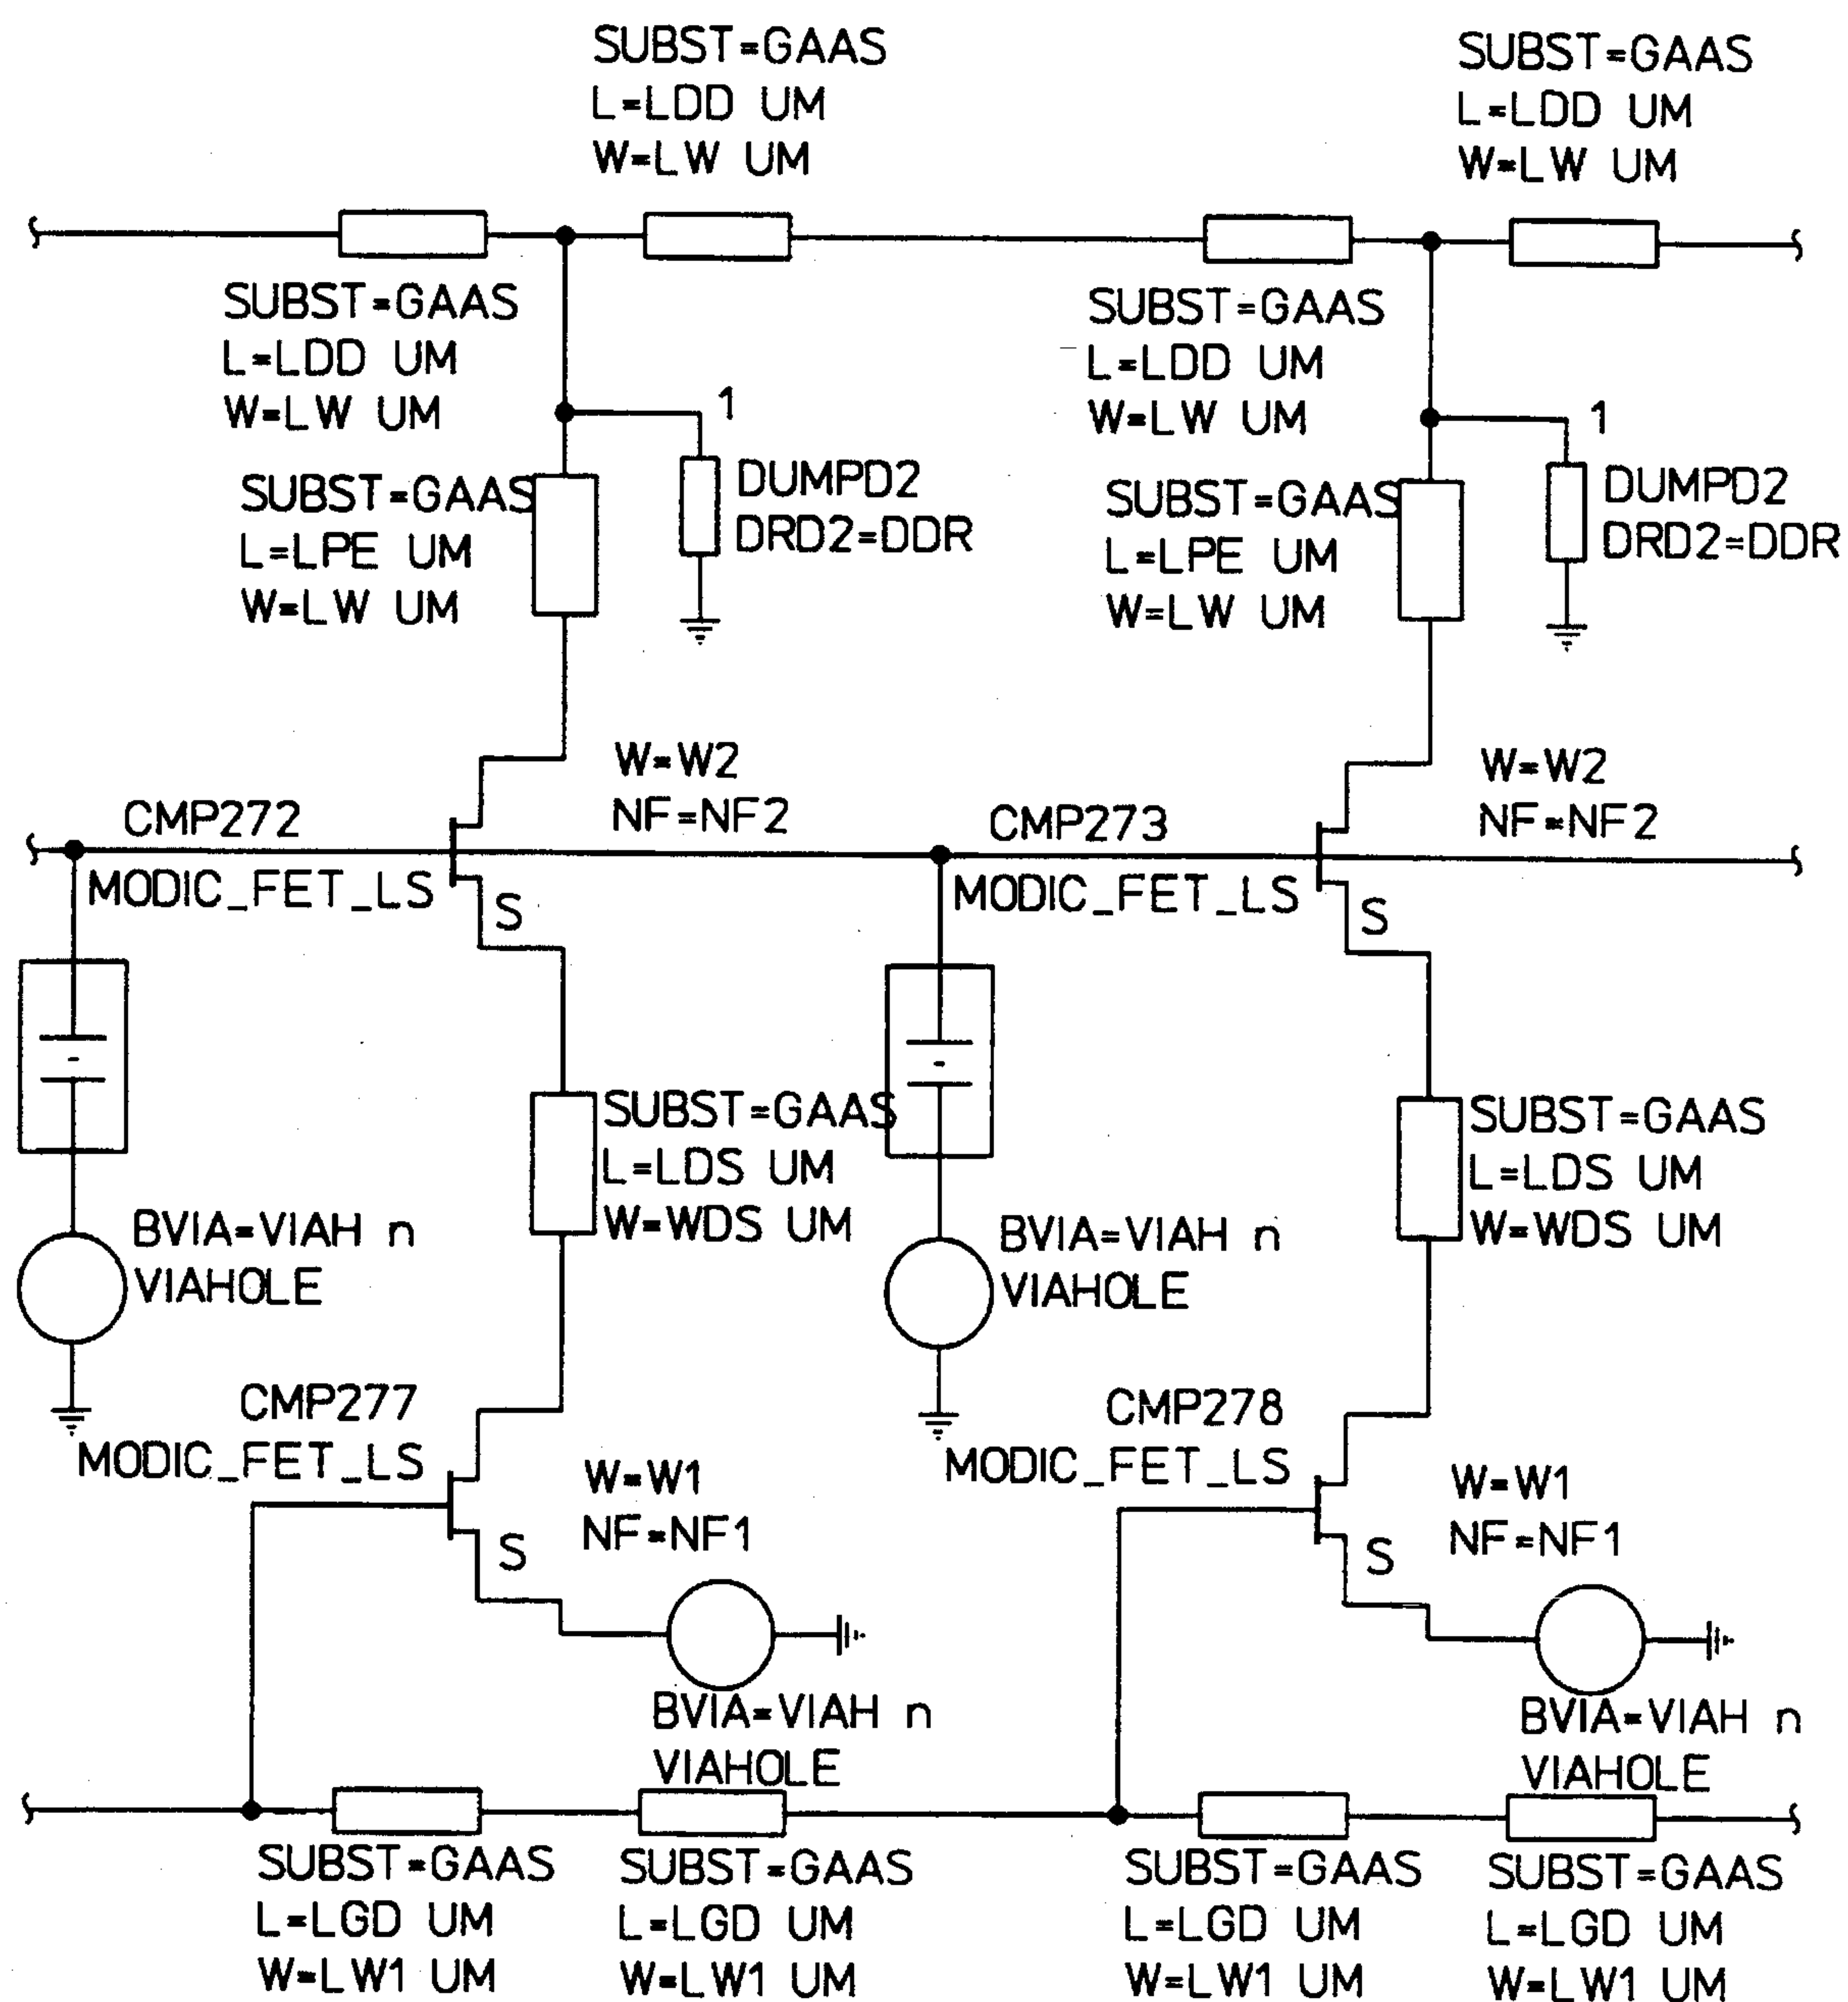 SUBST=GAAS
L=LDD UM
W=LW UM
SUBST=GAAS
L=LDD UM
W=LW UM
SUBST=GAAS
L=LDD UM
W=LW UM
SUBST=GAAS
L=LDD UM
W=LW UM
1
1
SUBST=GAAS
L=LPE UM
W=LW UM
DUMPD2
DRD2=DDR
SUBST=GAAS
L=LPE UM
W=LW UM
DUMPD2
DRD2=DDR
W=W2
NF=NF2
W=W2
NF=NF2
CMP272
MODIC_FET_LS
S
CMP273
MODIC_FET_LS
S
SUBST=GAAS
L=LDS UM
W=WDS UM
SUBST=GAAS
L=LDS UM
W=WDS UM
BVIA=VIAH n
VIAHOLE
BVIA=VIAH n
VIAHOLE
CMP277
MODIC_FET_LS
W=W1
NF=NF1
S
CMP278
MODIC_FET_LS
W=W1
NF=NF1
S
BVIA=VIAH n
VIAHOLE
BVIA=VIAH n
VIAHOLE
SUBST=GAAS
L=LGD UM
W=LW1 UM
SUBST=GAAS
L=LGD UM
W=LW1 UM
SUBST=GAAS
L=LGD UM
W=LW1 UM
SUBST=GAAS
L=LGD UM
W=LW1 UM